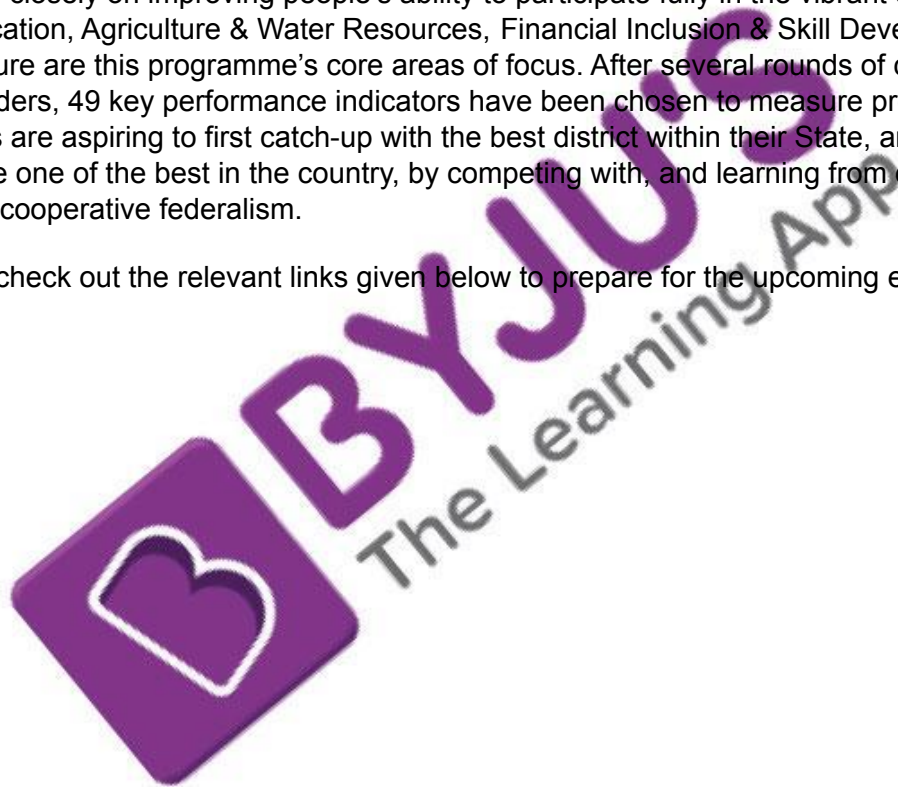 closely on improving people's ability to participate fully in the vibrant
cation, Agriculture & Water Resources, Financial Inclusion & Skill Deve
ure are this programme's core areas of focus. After several rounds of
ders, 49 key performance indicators have been chosen to measure pr
s are aspiring to first catch-up with the best district within their State, a
e one of the best in the country, by competing with, and learning from
cooperative federalism.
check out the relevant links given below to prepare for the upcoming e
BYJU'S
The Learning App